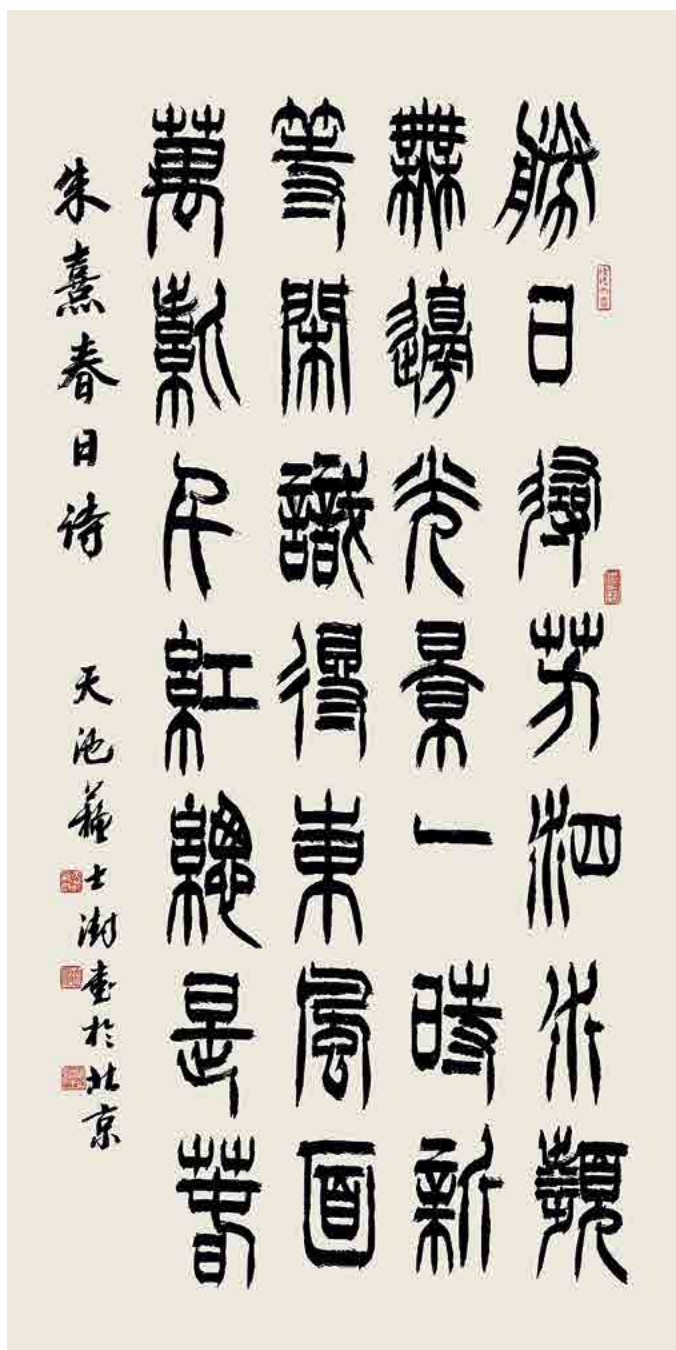 勝日尋芳泗水瀕
無邊光景一時新
等閑識得東風面
萬紫千紅總是春
朱熹春日诗
天池蘇士澍書於北京